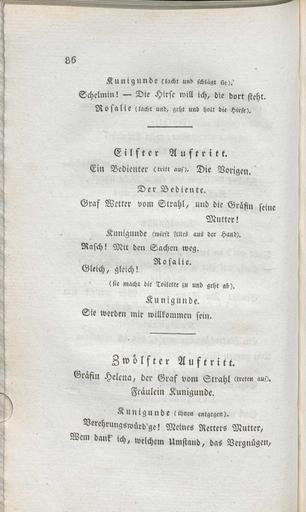 86
Kunigunde (lacht und schlägt sie).
Schelmin! — Die Hirse will ich, die dort steht.
Rosalie (lacht und, geht und holt die Hirse).
Eilfter Auftritt.
Ein Bedienter (tritt auf). Die Vorigen.
Der Bediente.
Graf Wetter vom Strahl, und die Gräfin seine
Mutter!
Kunigunde (wirft alles aus der Hand).
Rasch! Mit den Sachen weg.
Rosalie.
Gleich, gleich!
(sie macht die Toilette zu und geht ab).
Kunigunde.
Sie werden mir willkommen sein.
Zwölfter Auftritt.
Gräfin Helena, der Graf vom Strahl (treten auf).
Fräulein Kunigunde.
Kunigunde (ihnen entgegen).
Verehrungswürd'ge! Meines Retters Mutter,
Wem dank' ich, welchem Umstand, das Vergnügen,